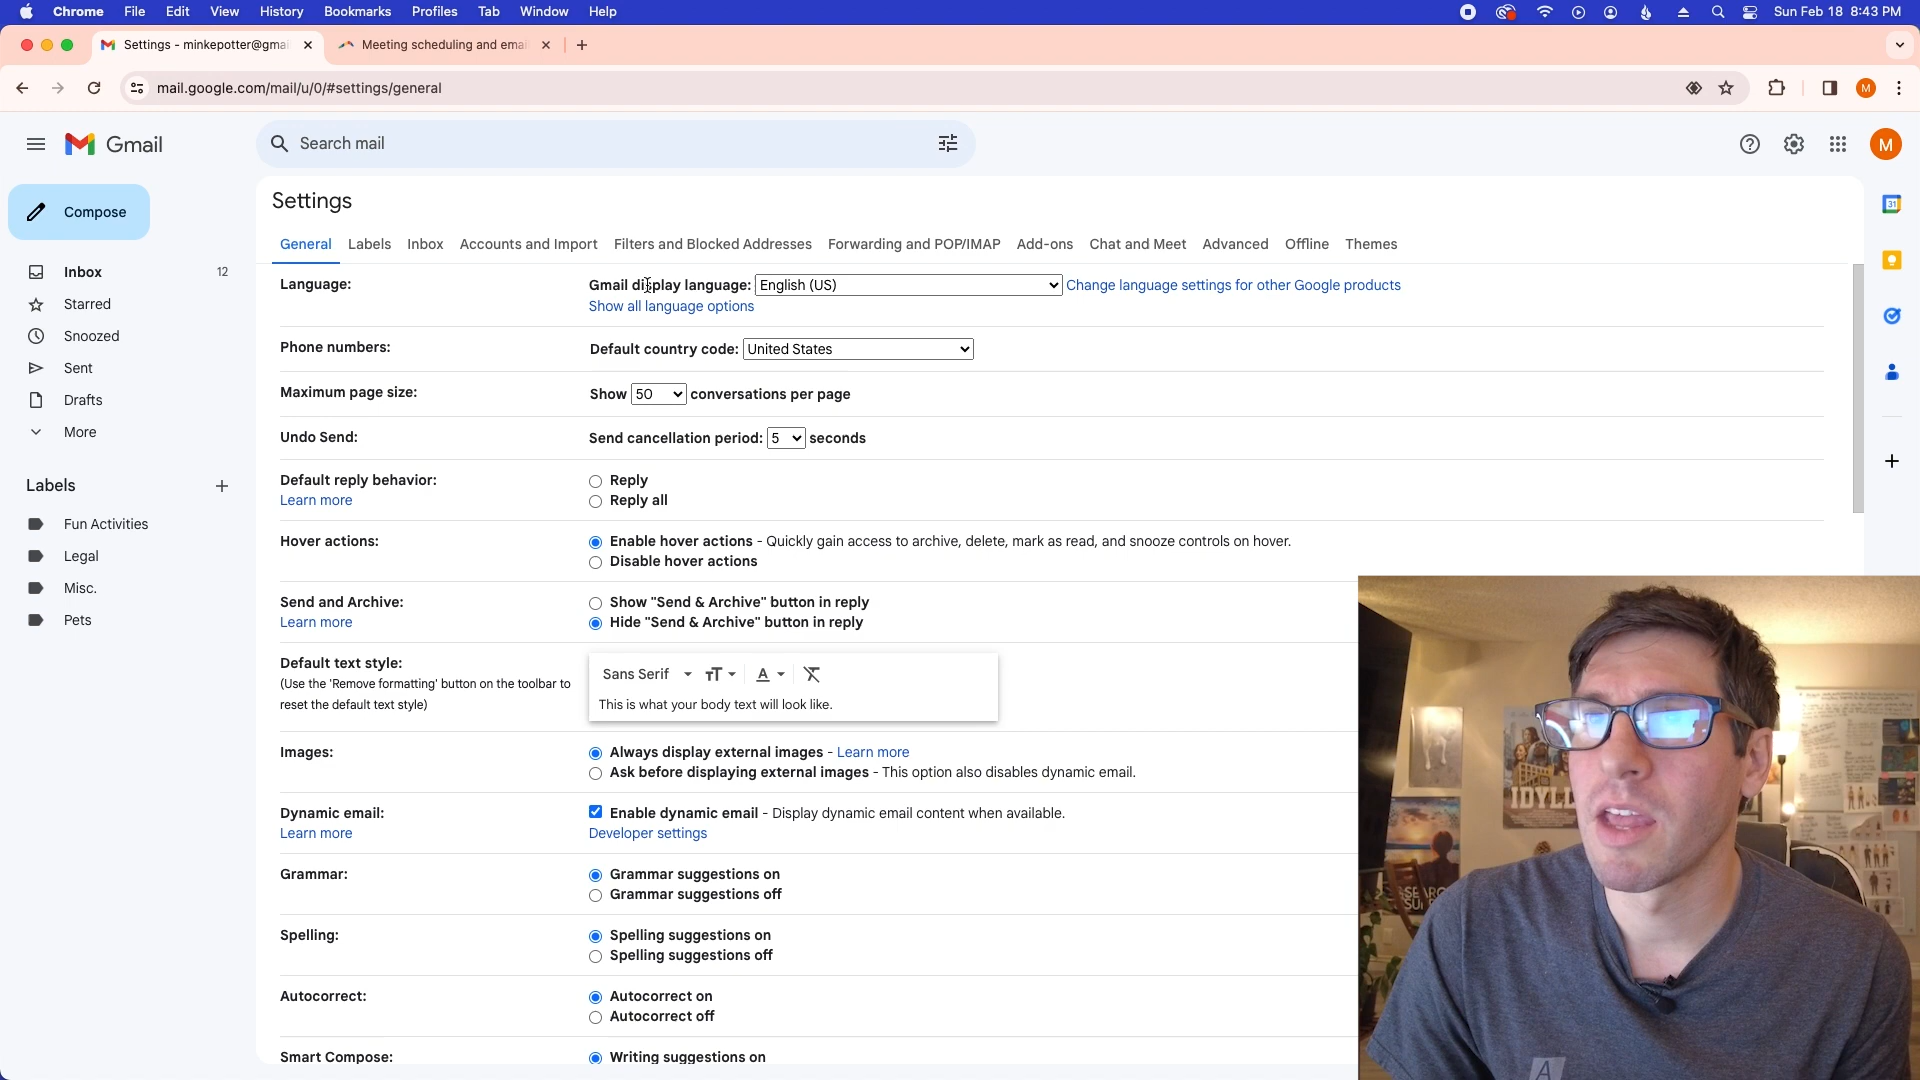 Chrome File Edit View History Bookmarks Profiles Tab Window Help Sun Feb 18 8:43 PM
Settings - minkepotter@gmai Meeting scheduling and emai
mail.google.com/mail/u/0/#settings/general M
Gmail Search mail M
Compose
Inbox 12
Starred
Snoozed
Sent
Drafts
More
Labels
Fun Activities
Legal
Misc.
Pets
Settings
General Labels Inbox Accounts and Import Filters and Blocked Addresses Forwarding and POP/IMAP Add-ons Chat and Meet Advanced Offline Themes
Language: Gmail display language: English (US) Change language settings for other Google products
Show all language options
Phone numbers: Default country code: United States
Maximum page size: Show 50 conversations per page
Undo Send: Send cancellation period: 5 seconds
Default reply behavior: Reply
Learn more Reply all
Hover actions: Enable hover actions - Quickly gain access to archive, delete, mark as read, and snooze controls on hover.
Disable hover actions
Send and Archive: Show "Send & Archive" button in reply
Learn more Hide "Send & Archive" button in reply
Default text style: Sans Serif
(Use the 'Remove formatting' button on the toolbar to
reset the default text style) This is what your body text will look like.
Images: Always display external images - Learn more
Ask before displaying external images - This option also disables dynamic email.
Dynamic email: Enable dynamic email - Display dynamic email content when available.
Learn more Developer settings
Grammar: Grammar suggestions on
Grammar suggestions off
Spelling: Spelling suggestions on
Spelling suggestions off
Autocorrect: Autocorrect on
Autocorrect off
Smart Compose: Writing suggestions on
31